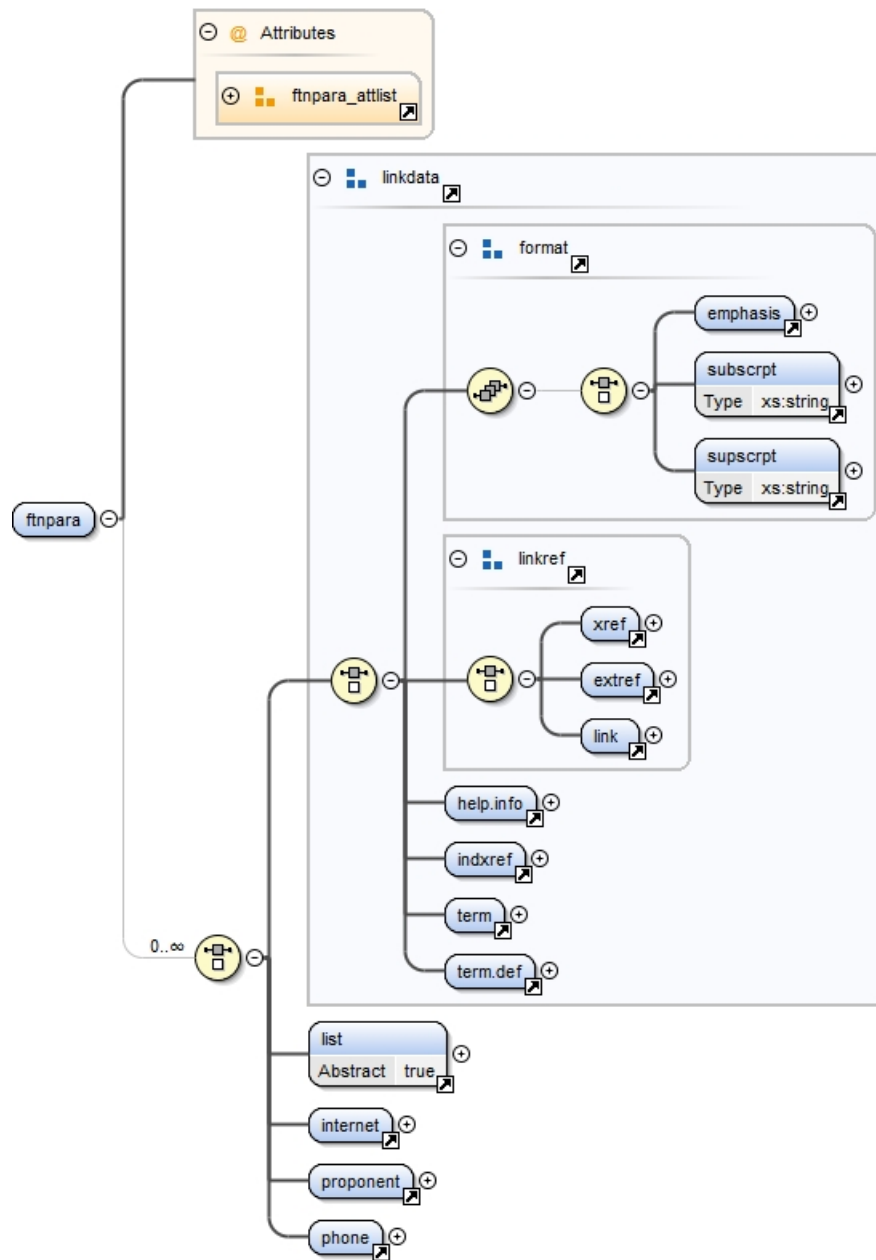 @ Attributes
ftnpara_attlist
linkdata
format
emphasis
subscrpt
Type xs:string
supscrpt
Type xs:string
ftnpara
linkref
xref
extref
link
help.info
indxref
term
0..∞
term.def
list
Abstract true
internet
proponent
phone